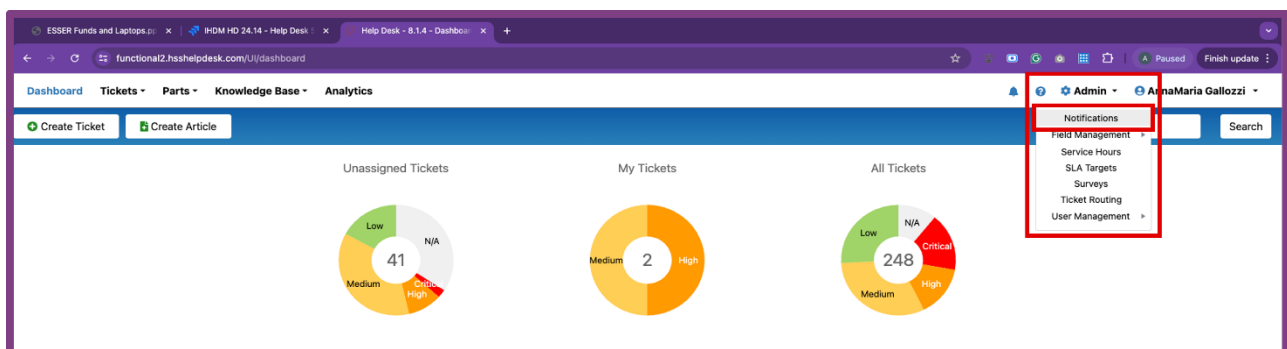 ESSER Funds and Laptops.pp
IHDM HD 24.14 - Help Desk S
Help Desk - 8.1.4 - Dashboar
functional2.hsshelpdesk.com/UI/dashboard
Paused
Finish update
Dashboard Tickets Parts Knowledge Base Analytics
Admin
AnnaMaria Gallozzi
Create Ticket
Create Article
Search
Notifications
Field Management
Service Hours
SLA Targets
Surveys
Ticket Routing
User Management
Unassigned Tickets
Low
N/A
41
Medium
Critical
High
My Tickets
Medium
2
High
All Tickets
N/A
Low
Critical
248
High
Medium